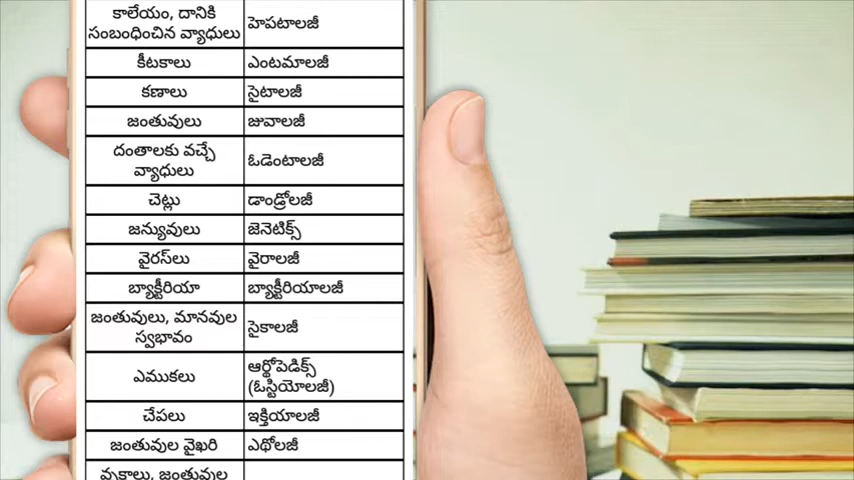 కాలేయం, దానికి
సంబంధించిన వ్యాధులు
హెపటాలజీ
కీటకాలు
ఎంటమాలజీ
కణాలు
సైటాలజీ
జంతువులు
జువాలజీ
దంతాలకు వచ్చే
వ్యాధులు
ఓడెంటాలజీ
చెట్లు
డాండ్రోలజీ
జన్యువులు
జెనెటిక్స్
వైరస్‌లు
వైరాలజీ
బ్యాక్టీరియా
బ్యాక్టీరియాలజీ
జంతువులు, మానవుల
స్వభావం
సైకాలజీ
ఎముకలు
ఆర్థోపెడిక్స్
(ఓస్టియోలజీ)
చేపలు
ఇక్తియాలజీ
జంతువుల వైఖరి
ఎథోలజీ
జంతువుల